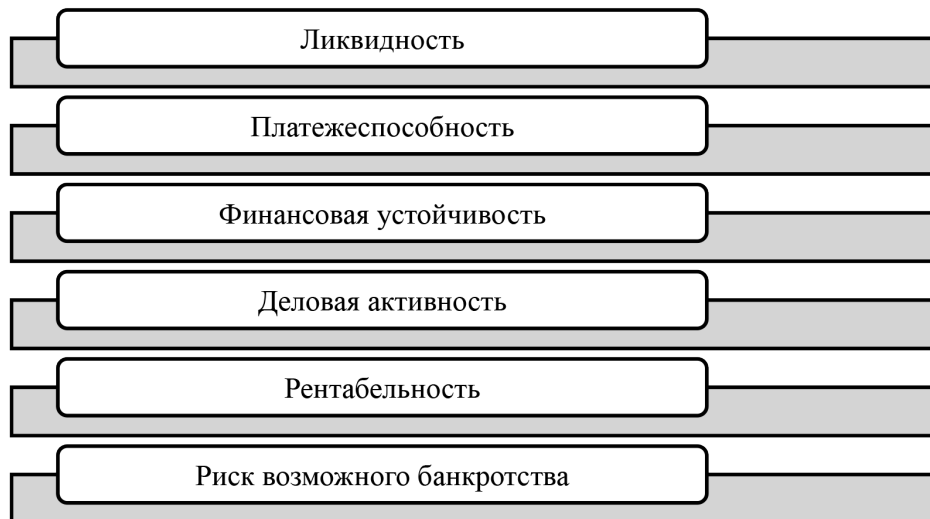 Ликвидность
Платежеспособность
Финансовая устойчивость
Деловая активность
Рентабельность
Риск возможного банкротства